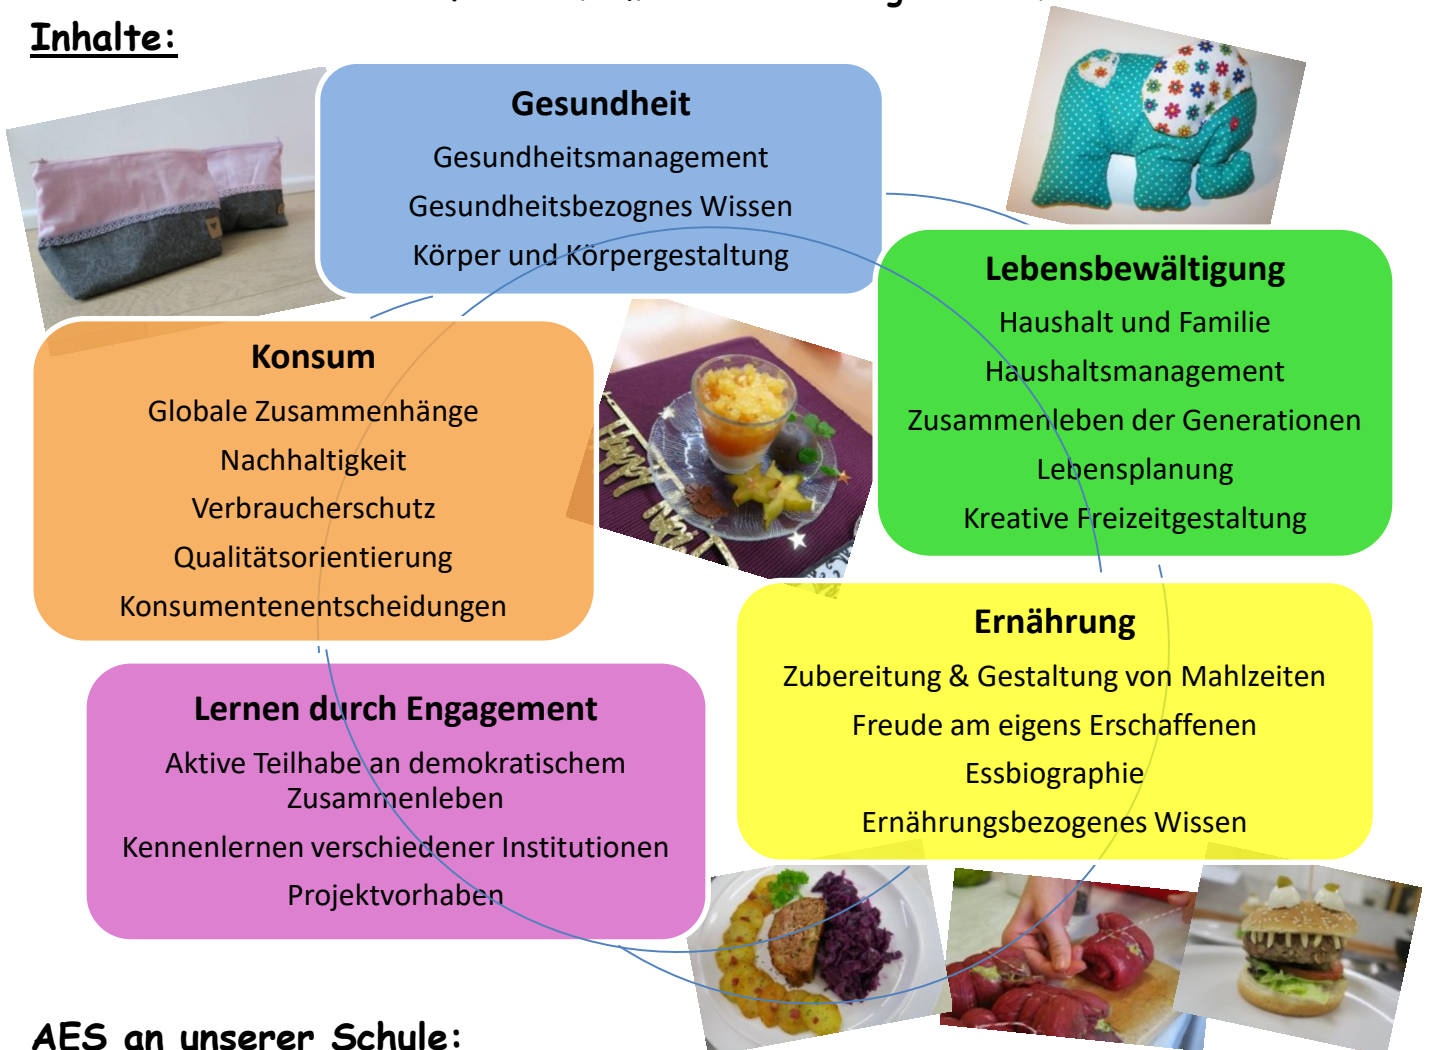 Inhalte:
Gesundheit
Gesundheitsmanagement
Gesundheitsbezognes Wissen
Körper und Körpergestaltung
Lebensbewältigung
Haushalt und Familie
Haushaltsmanagement
Zusammenleben der Generationen
Lebensplanung
Kreative Freizeitgestaltung
Konsum
Globale Zusammenhänge
Nachhaltigkeit
Verbraucherschutz
Qualitätsorientierung
Konsumentenentscheidungen
Ernährung
Zubereitung & Gestaltung von Mahlzeiten
Freude am eigens Erschaffenen
Essbiographie
Ernährungsbezogenes Wissen
Lernen durch Engagement
Aktive Teilhabe an demokratischem
Zusammenleben
Kennenlernen verschiedener Institutionen
Projektvorhaben
AES an unserer Schule: